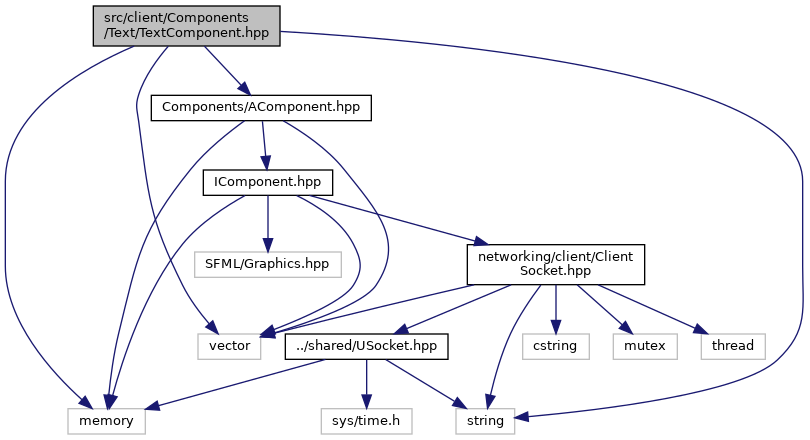 src/client/Components
/Text/TextComponent.hpp
Components/AComponent.hpp
IComponent.hpp
SFML/Graphics.hpp
networking/client/Client
Socket.hpp
vector
../shared/USocket.hpp
cstring
mutex
thread
memory
sys/time.h
string